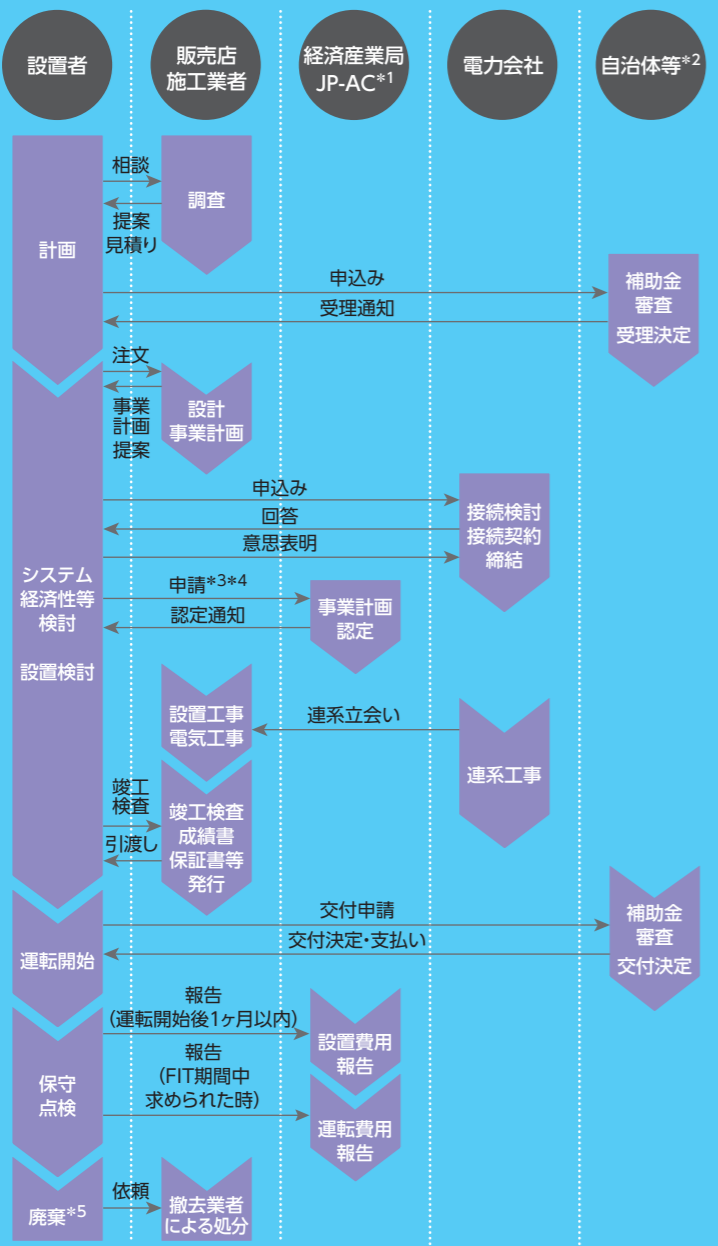 設置者
販売店
施工業者
経済産業局
JP-AC*1
電力会社
自治体等*2
相談
調査
提案
見積り
計画
申込み
受理通知
補助金
審査
受理決定
注文
事業
計画
提案
設計
事業計画
申込み
回答
意思表明
接続検討
接続契約
締結
システム
経済性等
検討
設置検討
申請*3*4
認定通知
事業計画
認定
設置工事
電気工事
連系立会い
連系工事
竣工
検査
引渡し
竣工検査
成績書
保証書等
発行
運転開始
交付申請
交付決定・支払い
補助金
審査
交付決定
報告
(運転開始後1ヶ月以内)
設置費用
報告
保守
点検
報告
(FIT期間中
求められた時)
運転費用
報告
廃棄*5
依頼
撤去業者
による処分